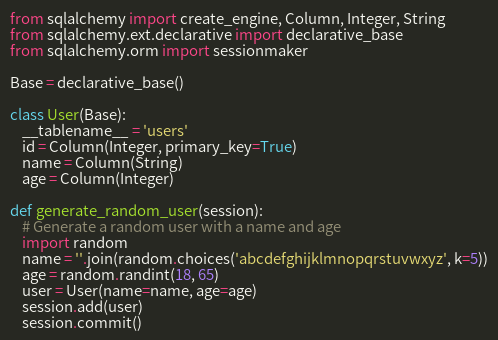 from sqlalchemy import create_engine, Column, Integer, String
from sqlalchemy.ext.declarative import declarative_base
from sqlalchemy.orm import sessionmaker

Base = declarative_base()

class User(Base):
    __tablename__ = 'users'
    id = Column(Integer, primary_key=True)
    name = Column(String)
    age = Column(Integer)

def generate_random_user(session):
    # Generate a random user with a name and age
    import random
    name = ''.join(random.choices('abcdefghijklmnopqrstuvwxyz', k=5))
    age = random.randint(18, 65)
    user = User(name=name, age=age)
    session.add(user)
    session.commit()